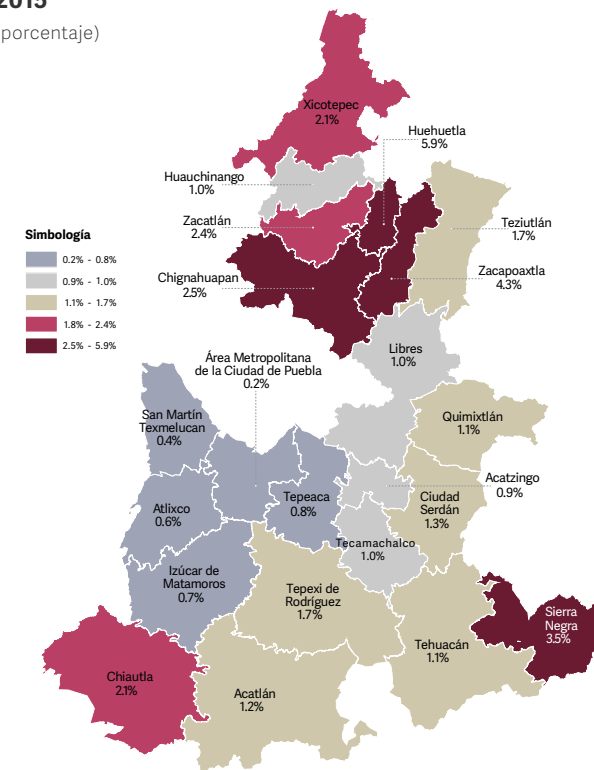 2015
porcentaje)
Xicotepec
2.1%
Huehuetla
5.9%
Huauchinango
1.0%
Zacatlán
2.4%
Teziutlán
1.7%
Simbología
0.2% - 0.8%
0.9% - 1.0%
1.1% - 1.7%
1.8% - 2.4%
2.5% - 5.9%
Chignahuapan
2.5%
Zacapoaxtla
4.3%
Libres
1.0%
Área Metropolitana
de la Ciudad de Puebla
0.2%
San Martín
Texmelucan
0.4%
Quimixtlán
1.1%
Acatzingo
0.9%
Tepeaca
0.8%
Ciudad
Serdán
1.3%
Atlixco
0.6%
Tecamachalco
1.0%
Izúcar de
Matamoros
0.7%
Tepexi de
Rodríguez
1.7%
Sierra
Negra
3.5%
Tehuacán
1.1%
Chiautla
2.1%
Acatlán
1.2%